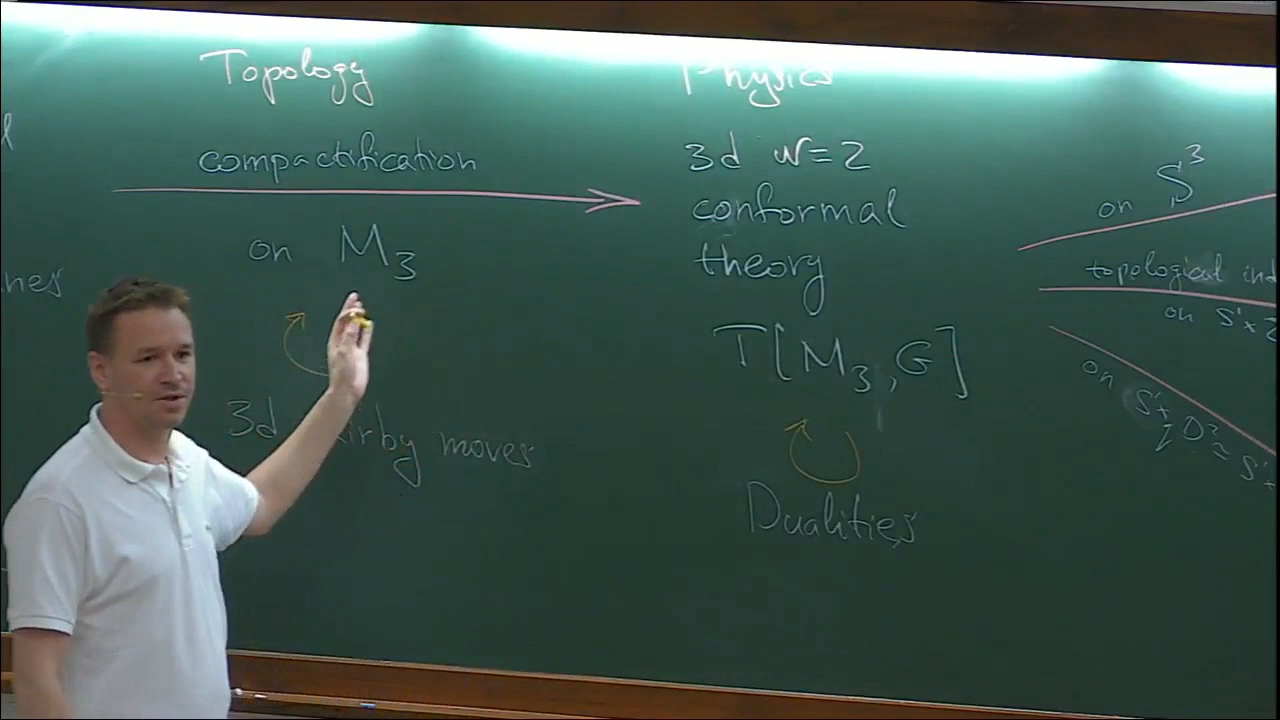 Topology
compactification
on M₃
3d Kirby moves
Physics
3d N=2
conformal
theory
T[M₃, G]
Dualities
on S³
topological ind
on S¹×Σ
on S¹×